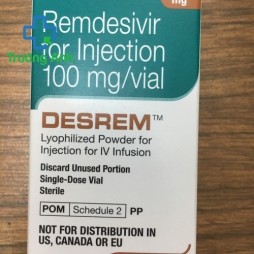 mg
Remdesivir
for Injection
100 mg/vial
DESREM™
Lyophilized Powder for
Injection for IV Infusion
Discard Unused Portion
Single-Dose Vial
Sterile
POM Schedule 2 PP
NOT FOR DISTRIBUTION IN
US, CANADA OR EU